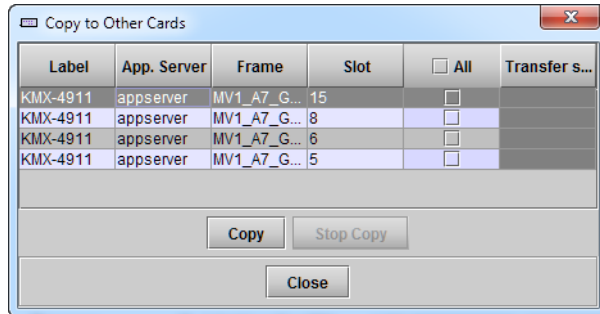 Copy to Other Cards
Label App. Server Frame Slot All Transfer s...
KMX-4911 appserver MV1_A7_G... 15
KMX-4911 appserver MV1_A7_G... 8
KMX-4911 appserver MV1_A7_G... 6
KMX-4911 appserver MV1_A7_G... 5
Copy Stop Copy
Close